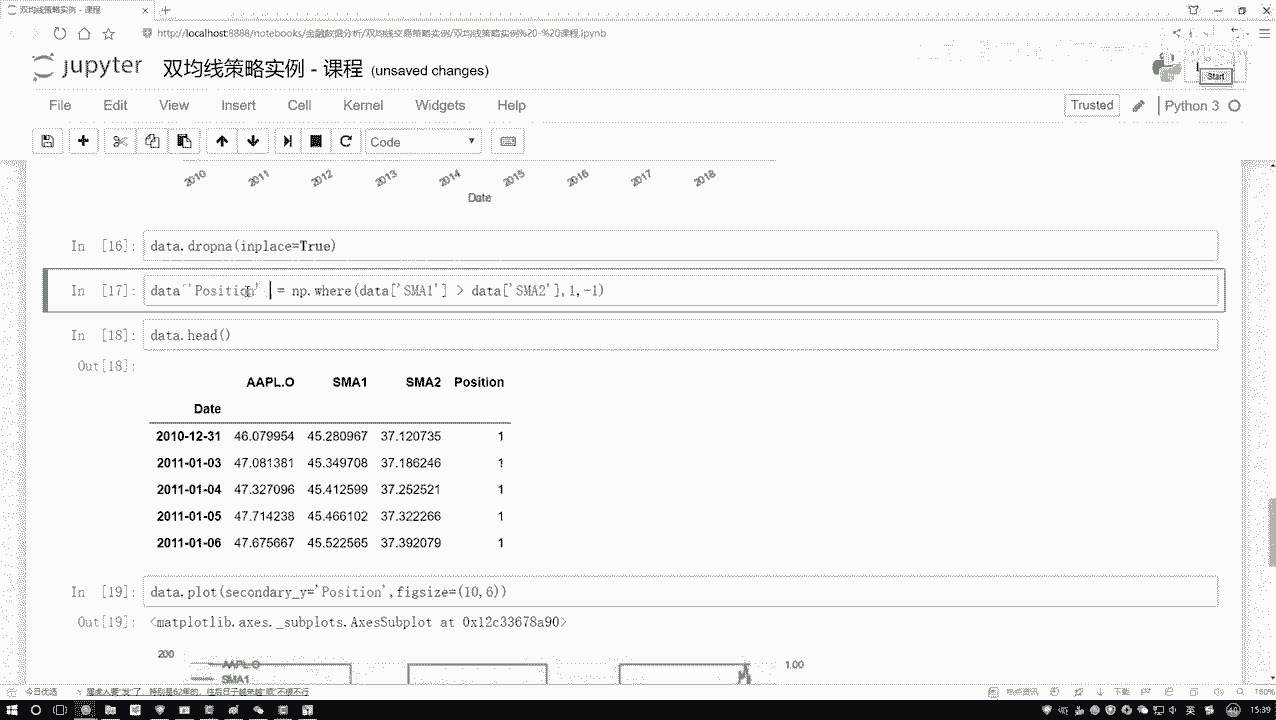 双均线策略实例 - 课程
http://localhost:8888/notebooks/金融数据分析/双均线交易策略实例/双均线策略实例%20-%20课程.ipynb
jupyter 双均线策略实例 - 课程 (unsaved changes)
Start
File Edit View Insert Cell Kernel Widgets Help
Trusted Python 3
Code
2010 2011 2012 2013 2014 2015 2016 2017 2018
Date
In [16]: data.dropna(inplace=True)
In [17]: data 'Position' = np.where(data['SMA1'] > data['SMA2'],1,-1)
In [18]: data.head()
Out[18]:
AAPL.O SMA1 SMA2 Position
Date
2010-12-31 46.079954 45.280967 37.120735 1
2011-01-03 47.081381 45.349708 37.186246 1
2011-01-04 47.327096 45.412599 37.252521 1
2011-01-05 47.714238 45.466102 37.322266 1
2011-01-06 47.675667 45.522565 37.392079 1
In [19]: data.plot(secondary_y='Position',figsize=(10,6))
Out[19]: <matplotlib.axes._subplots.AxesSubplot at 0x12c33678a90>
200 AAPL.O 1.00
SMA1
今日优选
热点资讯 下载 160%
英 15:39